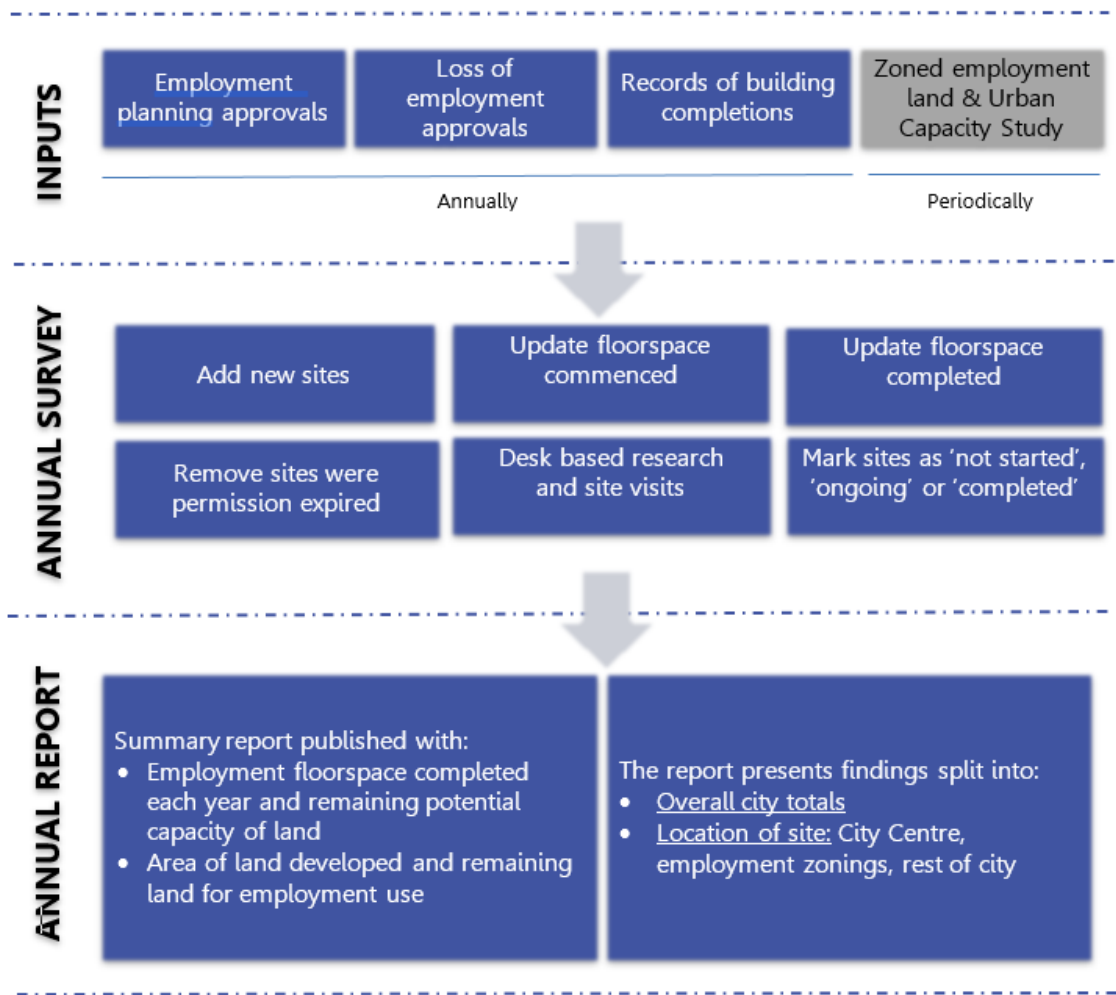 INPUTS
Employment
planning approvals
Loss of
employment
approvals
Records of building
completions
Zoned employment
land & Urban
Capacity Study
Annually
Periodically
ANNUAL SURVEY
Add new sites
Update floorspace
commenced
Update floorspace
completed
Remove sites were
permission expired
Desk based research
and site visits
Mark sites as ‘not started’,
‘ongoing’ or ‘completed’
ANNUAL REPORT
Summary report published with:
• Employment floorspace completed
each year and remaining potential
capacity of land
• Area of land developed and remaining
land for employment use
The report presents findings split into:
• Overall city totals
• Location of site: City Centre,
employment zonings, rest of city